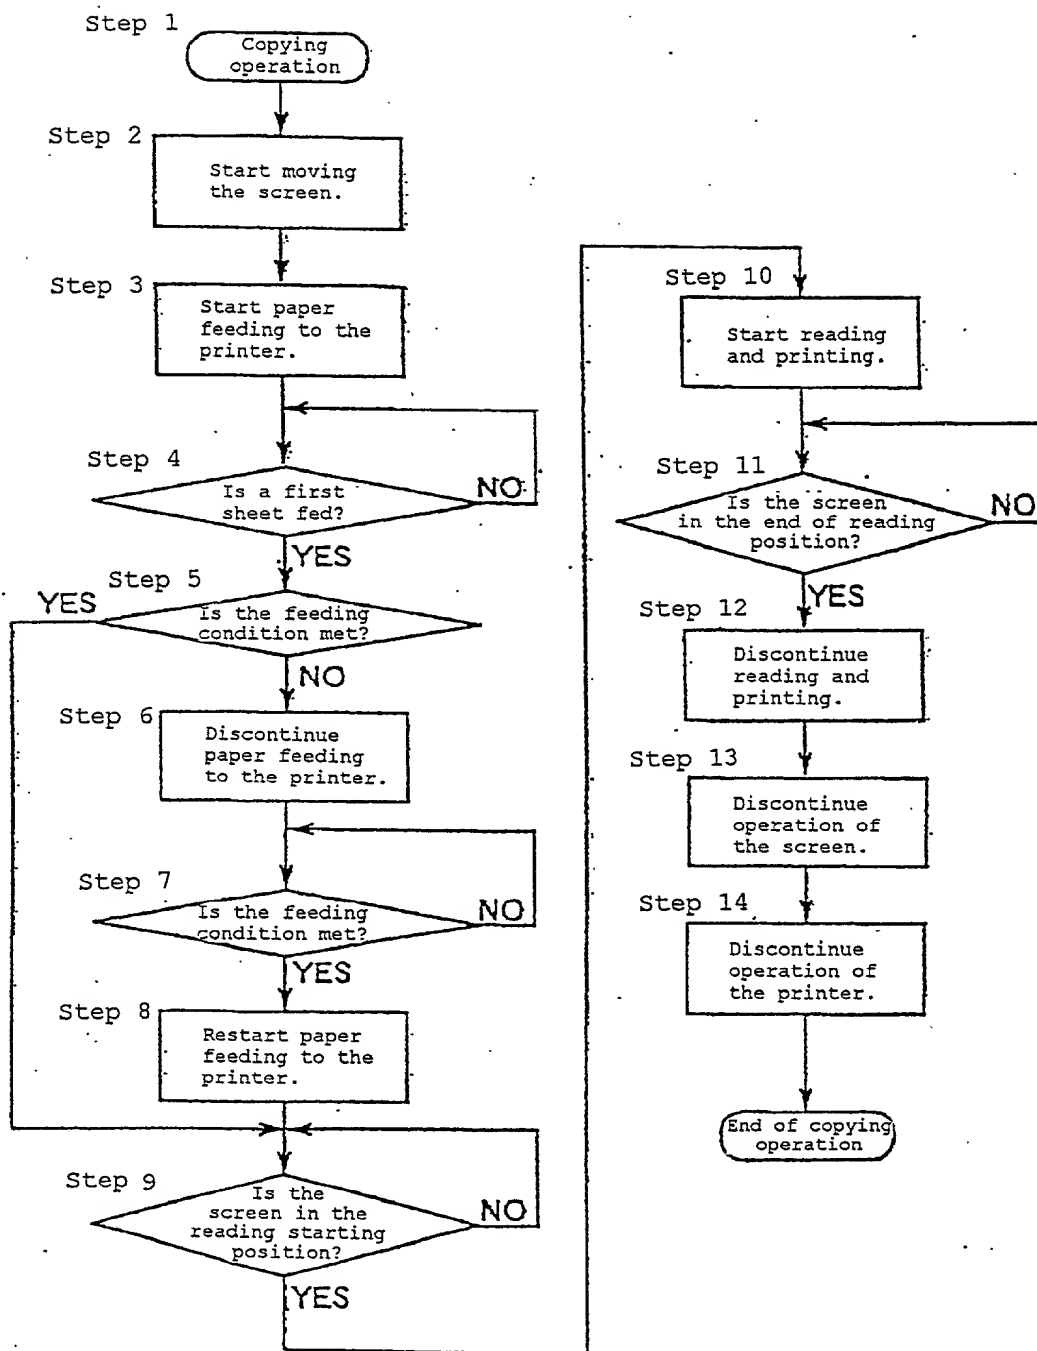 Step 1
Copying
operation
Step 2
Start moving
the screen.
Step 3
Start paper
feeding to the
printer.
Step 4
Is a first
sheet fed?
NO
YES
Step 5
YES
Is the feeding
condition met?
NO
Step 6
Discontinue
paper feeding
to the printer.
Step 7
Is the feeding
condition met?
NO
YES
Step 8
Restart paper
feeding to the
printer.
Step 9
Is the
screen in the
reading starting
position?
NO
YES
Step 10
Start reading
and printing.
Step 11
Is the screen
in the end of reading
position?
NO
YES
Step 12
Discontinue
reading and
printing.
Step 13
Discontinue
operation of
the screen.
Step 14
Discontinue
operation of
the printer.
End of copying
operation